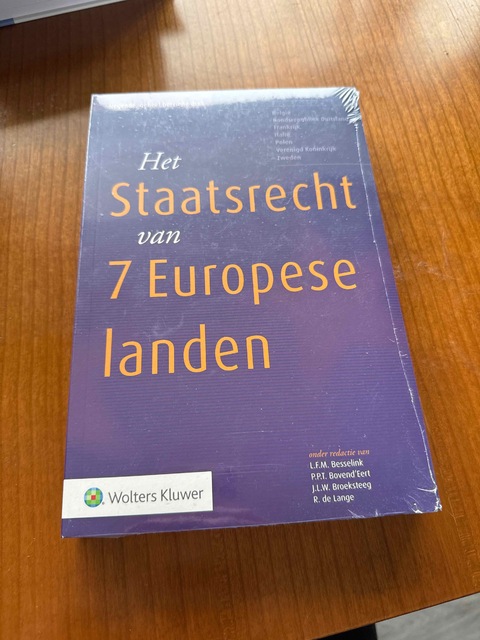 België
Bondsrepubliek Duitsland
Frankrijk
Italië
Polen
Verenigd Koninkrijk
Zweden
Het
Staatsrecht
van
7 Europese
landen
onder redactie van
L.F.M. Besselink
P.P.T. Bovend'Eert
J.L.W. Broeksteeg
R. de Lange
Wolters Kluwer